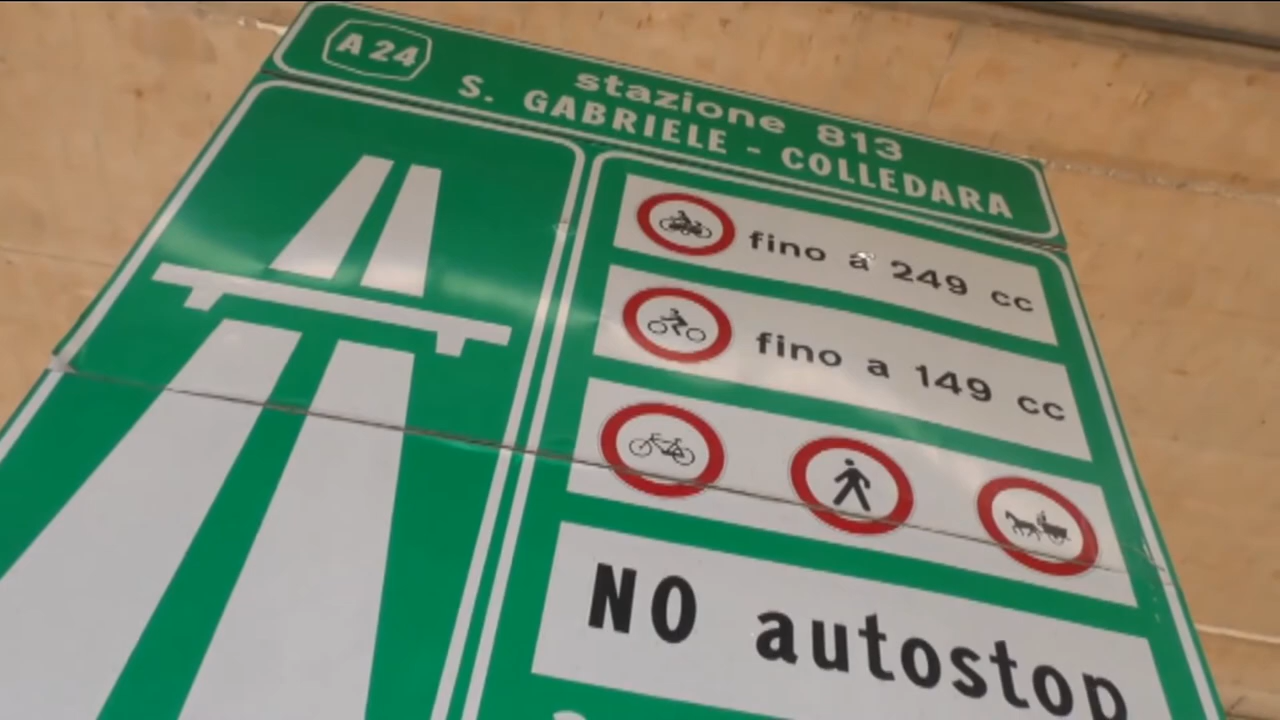 A 24
stazione 813
S. GABRIELE - COLLEDARA
fino a 249 cc
fino a 149 cc
NO autostop